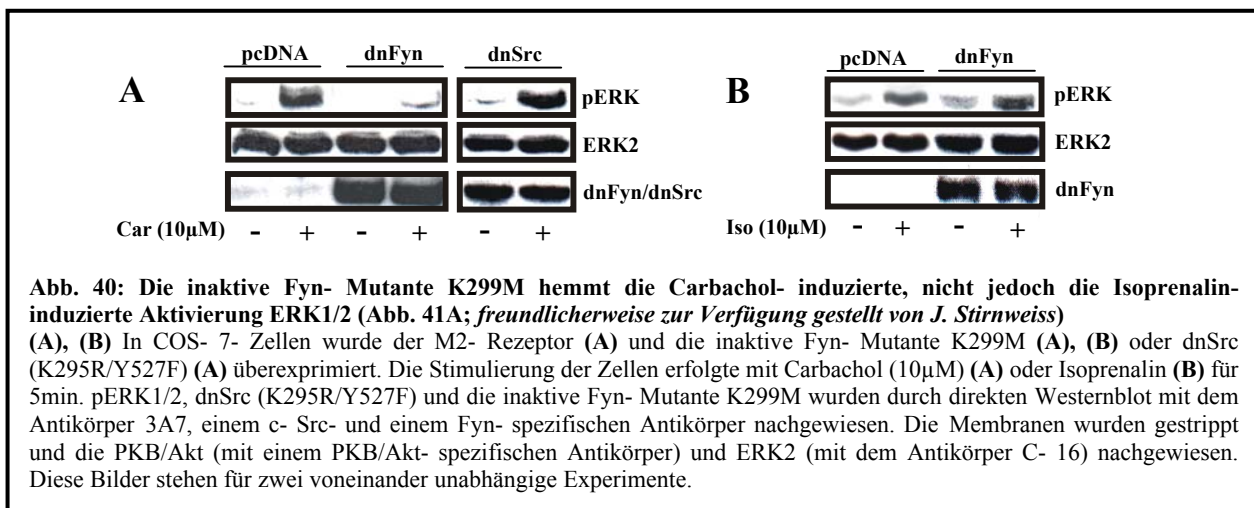 pcDNA dnFyn dnSrc
pcDNA dnFyn
A
B
pERK
pERK
ERK2
ERK2
dnFyn/dnSrc
dnFyn
Car (10µM) - + - + - +
Iso (10µM) - + - +
Abb. 40: Die inaktive Fyn- Mutante K299M hemmt die Carbachol- induzierte, nicht jedoch die Isoprenalin-
induzierte Aktivierung ERK1/2 (Abb. 41A; freundlicherweise zur Verfügung gestellt von J. Stirnweiss)
(A), (B) In COS- 7- Zellen wurde der M2- Rezeptor (A) und die inaktive Fyn- Mutante K299M (A), (B) oder dnSrc
(K295R/Y527F) (A) überexprimiert. Die Stimulierung der Zellen erfolgte mit Carbachol (10µM) (A) oder Isoprenalin (B) für
5min. pERK1/2, dnSrc (K295R/Y527F) und die inaktive Fyn- Mutante K299M wurden durch direkten Westernblot mit dem
Antikörper 3A7, einem c- Src- und einem Fyn- spezifischen Antikörper nachgewiesen. Die Membranen wurden gestrippt
und die PKB/Akt (mit einem PKB/Akt- spezifischen Antikörper) und ERK2 (mit dem Antikörper C- 16) nachgewiesen.
Diese Bilder stehen für zwei voneinander unabhängige Experimente.